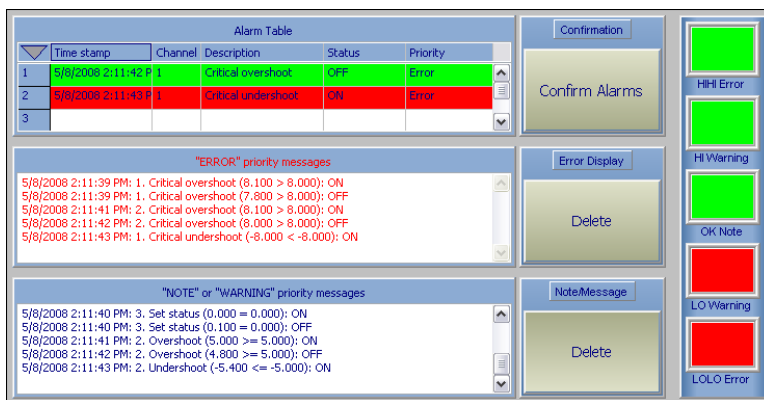 Alarm Table
Time stamp Channel Description Status Priority
1 5/8/2008 2:11:42 P 1 Critical overshoot OFF Error
2 5/8/2008 2:11:43 P 1 Critical undershoot ON Error
3
Confirmation
Confirm Alarms
"ERROR" priority messages
5/8/2008 2:11:39 PM: 1. Critical overshoot (8.100 > 8.000): ON
5/8/2008 2:11:39 PM: 1. Critical overshoot (7.800 > 8.000): OFF
5/8/2008 2:11:41 PM: 2. Critical overshoot (8.100 > 8.000): ON
5/8/2008 2:11:42 PM: 2. Critical overshoot (8.000 > 8.000): OFF
5/8/2008 2:11:43 PM: 1. Critical undershoot (-8.000 < -8.000): ON
Error Display
Delete
"NOTE" or "WARNING" priority messages
5/8/2008 2:11:40 PM: 3. Set status (0.000 = 0.000): ON
5/8/2008 2:11:40 PM: 3. Set status (0.100 = 0.000): OFF
5/8/2008 2:11:41 PM: 2. Overshoot (5.000 >= 5.000): ON
5/8/2008 2:11:42 PM: 2. Overshoot (4.800 >= 5.000): OFF
5/8/2008 2:11:43 PM: 2. Undershoot (-5.400 <= -5.000): ON
Note/Message
Delete
HIHI Error
HI Warning
OK Note
LO Warning
LOLO Error